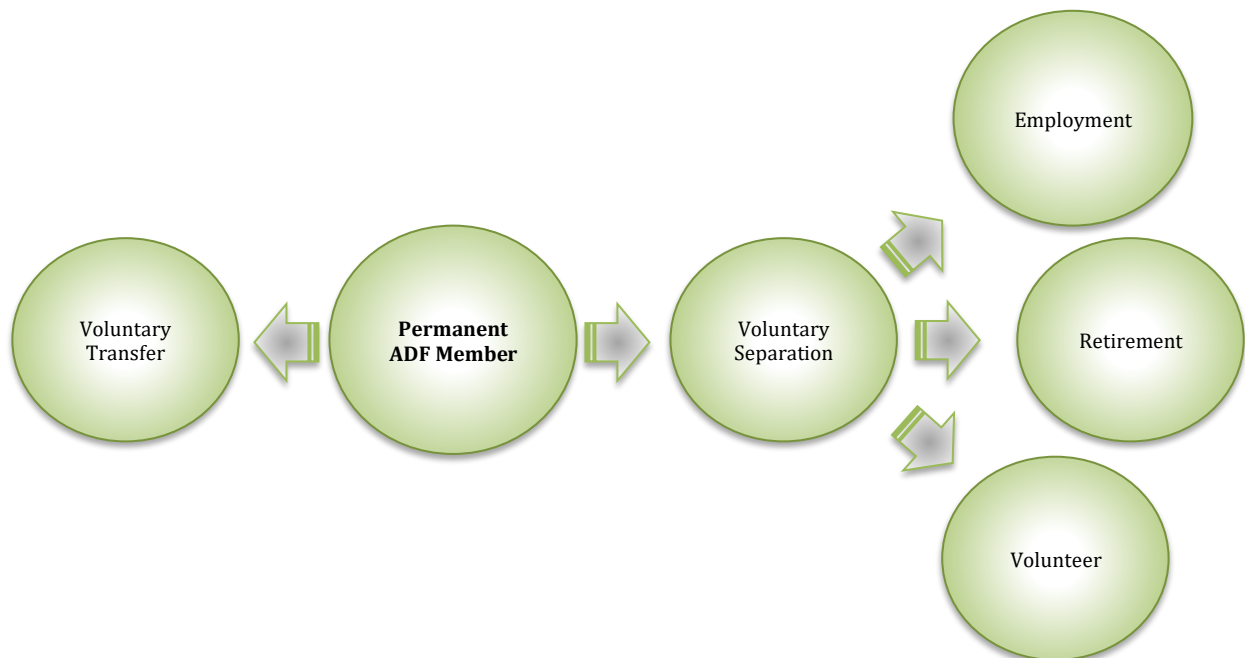 Employment
Voluntary
Transfer
Permanent
ADF Member
Voluntary
Separation
Retirement
Volunteer